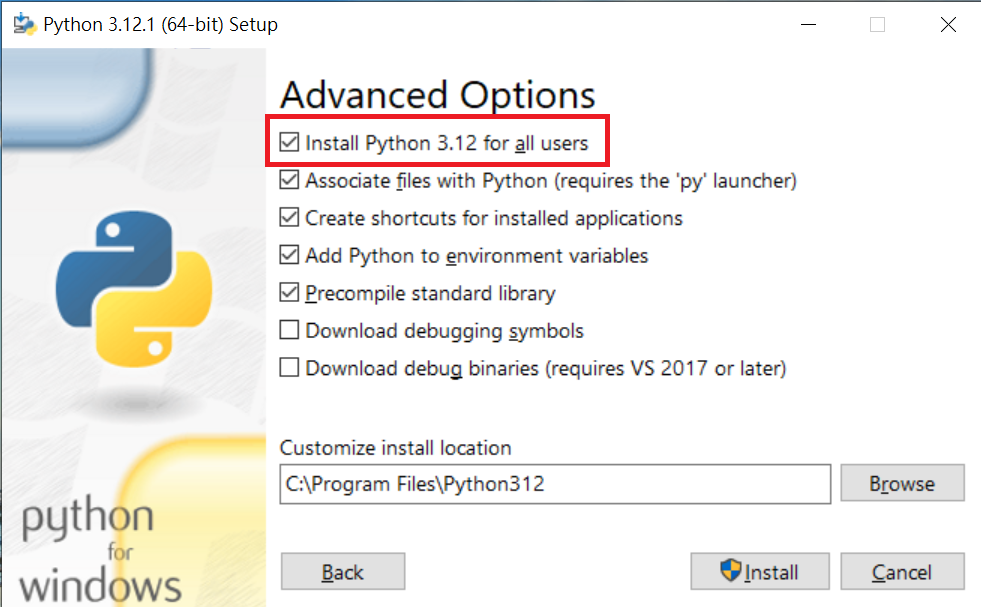 Python 3.12.1 (64-bit) Setup
Advanced Options
Install Python 3.12 for all users
Associate files with Python (requires the 'py' launcher)
Create shortcuts for installed applications
Add Python to environment variables
Precompile standard library
Download debugging symbols
Download debug binaries (requires VS 2017 or later)
Customize install location
C:\Program Files\Python312
Browse
python
for
windows
Back
Install
Cancel